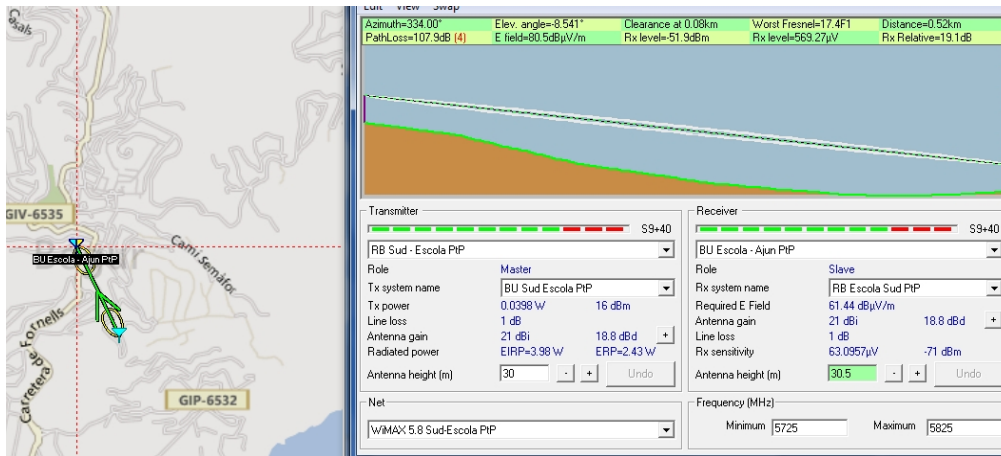 Edit View Swap
Azimuth=334.00° Elev. angle=-8.541° Clearance at 0.08km Worst Fresnel=17.4F1 Distance=0.52km
PathLoss=107.9dB (4) E field=80.5dBµV/m Rx level=-51.9dBm Rx level=569.27µV Rx Relative=19.1dB
Casals
GIV-6535
BU Escola - Ajun PtP
Camí Semàfor
Carretera de Fornells
GIP-6532
Transmitter
S9+40
RB Sud - Escola PtP
Role Master
Tx system name BU Sud Escola PtP
Tx power 0.0398 W 16 dBm
Line loss 1 dB
Antenna gain 21 dBi 18.8 dBd +
Radiated power EIRP=3.98 W ERP=2.43 W
Antenna height (m) 30 - + Undo
Net
WiMAX 5.8 Sud-Escola PtP
Receiver
S9+40
BU Escola - Ajun PtP
Role Slave
Rx system name RB Escola Sud PtP
Required E Field 61.44 dBµV/m
Antenna gain 21 dBi 18.8 dBd +
Line loss 1 dB
Rx sensitivity 63.0957µV -71 dBm
Antenna height (m) 30.5 - + Undo
Frequency (MHz)
Minimum 5725 Maximum 5825